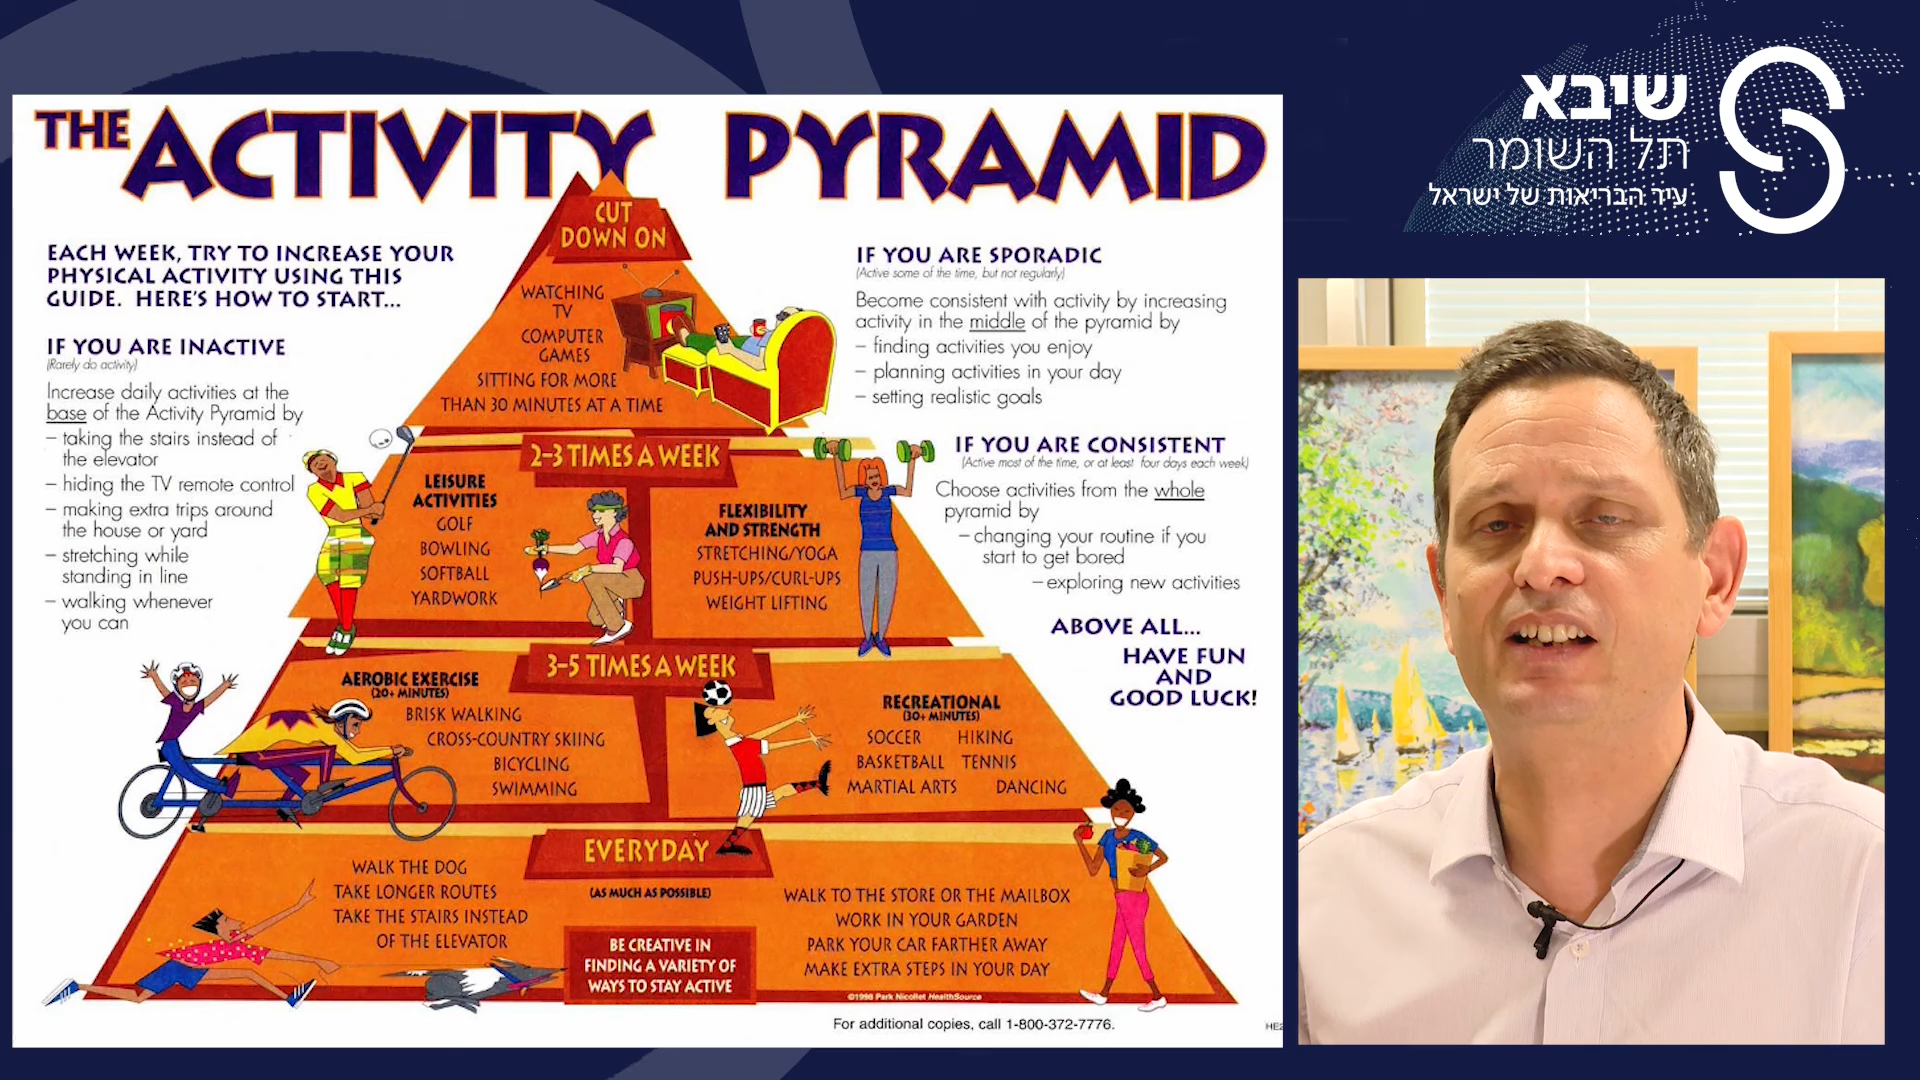 THE ACTIVITY PYRAMID
EACH WEEK, TRY TO INCREASE YOUR
PHYSICAL ACTIVITY USING THIS
GUIDE. HERE'S HOW TO START...
IF YOU ARE INACTIVE
(Rarely do activity)
Increase daily activities at the
base of the Activity Pyramid by
– taking the stairs instead of
the elevator
– hiding the TV remote control
– making extra trips around
the house or yard
– stretching while
standing in line
– walking whenever
you can
CUT
DOWN ON
WATCHING
TV
COMPUTER
GAMES
SITTING FOR MORE
THAN 30 MINUTES AT A TIME
IF YOU ARE SPORADIC
(Active some of the time, but not regularly)
Become consistent with activity by increasing
activity in the middle of the pyramid by
– finding activities you enjoy
– planning activities in your day
– setting realistic goals
IF YOU ARE CONSISTENT
(Active most of the time, or at least four days each week)
Choose activities from the whole
pyramid by
– changing your routine if you
start to get bored
– exploring new activities
ABOVE ALL...
HAVE FUN
AND
GOOD LUCK!
2–3 TIMES A WEEK
LEISURE
ACTIVITIES
GOLF
BOWLING
SOFTBALL
YARDWORK
FLEXIBILITY
AND STRENGTH
STRETCHING/YOGA
PUSH-UPS/CURL-UPS
WEIGHT LIFTING
3–5 TIMES A WEEK
AEROBIC EXERCISE
(20+ MINUTES)
BRISK WALKING
CROSS-COUNTRY SKIING
BICYCLING
SWIMMING
RECREATIONAL
(30+ MINUTES)
SOCCER HIKING
BASKETBALL TENNIS
MARTIAL ARTS DANCING
EVERYDAY
(AS MUCH AS POSSIBLE)
WALK THE DOG
TAKE LONGER ROUTES
TAKE THE STAIRS INSTEAD
OF THE ELEVATOR
BE CREATIVE IN
FINDING A VARIETY OF
WAYS TO STAY ACTIVE
WALK TO THE STORE OR THE MAILBOX
WORK IN YOUR GARDEN
PARK YOUR CAR FARTHER AWAY
MAKE EXTRA STEPS IN YOUR DAY
©1996 Park Nicollet HealthSource
For additional copies, call 1-800-372-7776.
שיבא
תל השומר
עיר הבריאות של ישראל